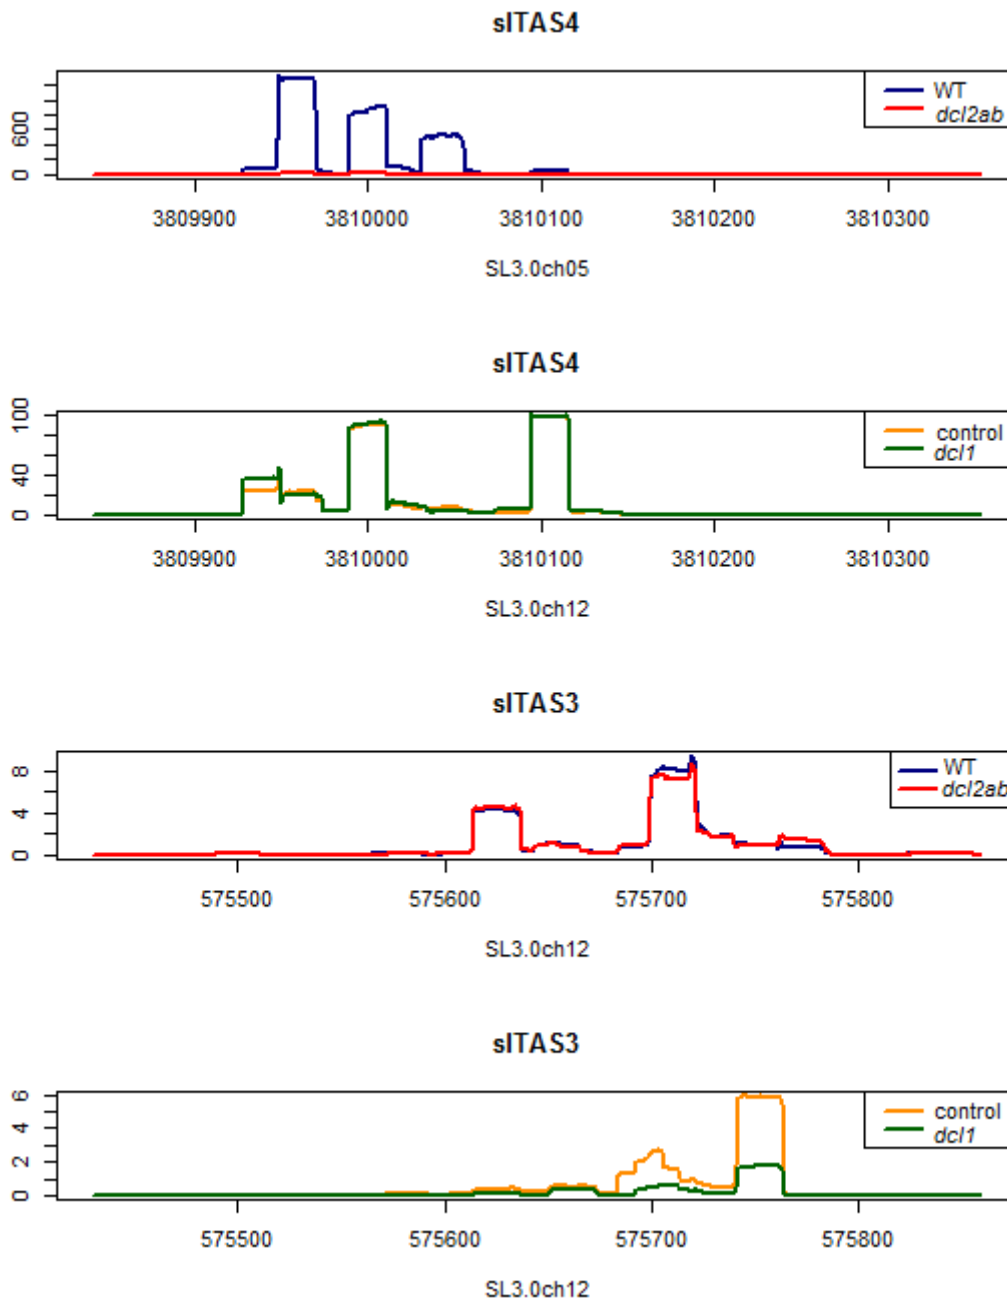 slTAS4
WT
dcl2ab
600
0
3809900 3810000 3810100 3810200 3810300
SL3.0ch05
slTAS4
control
dcl1
100
40
0
3809900 3810000 3810100 3810200 3810300
SL3.0ch12
slTAS3
WT
dcl2ab
8
4
0
575500 575600 575700 575800
SL3.0ch12
slTAS3
control
dcl1
6
4
2
0
575500 575600 575700 575800
SL3.0ch12